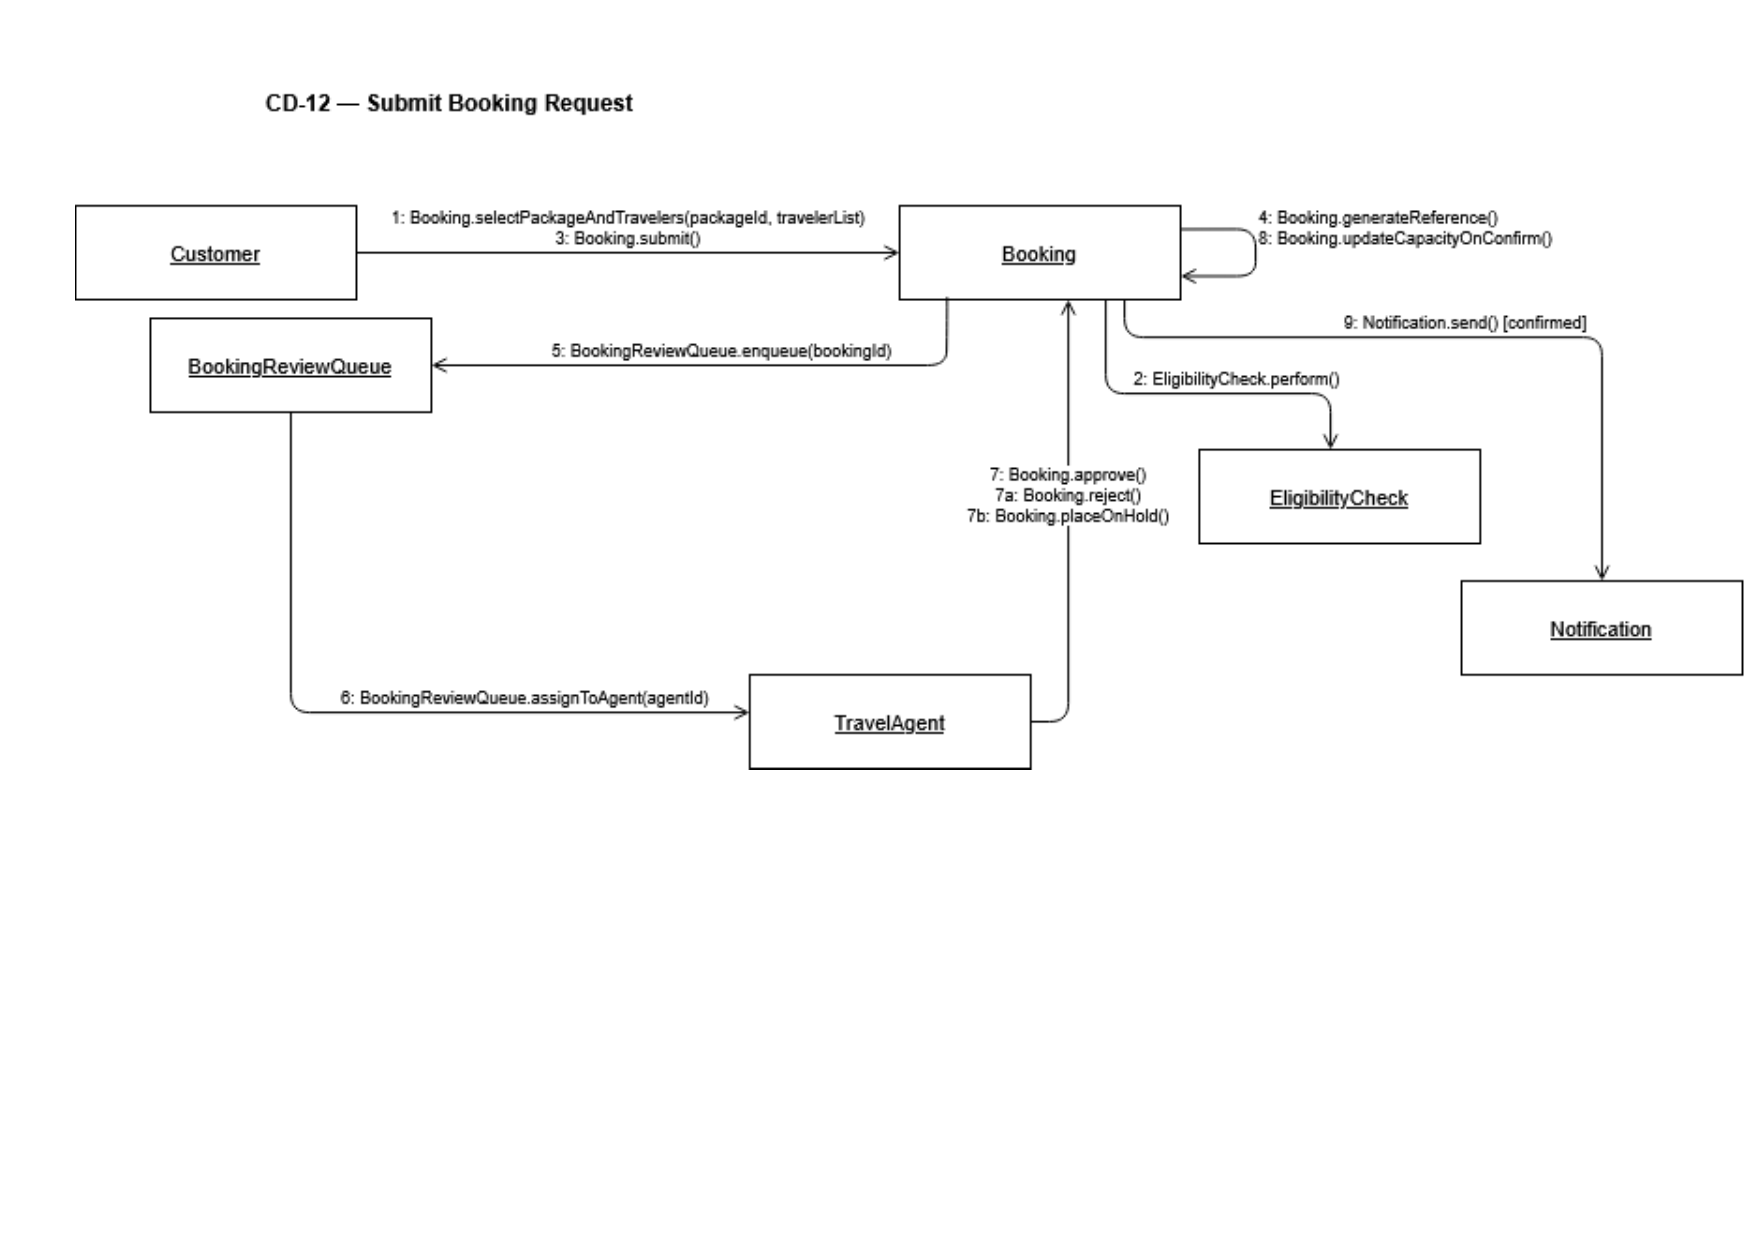 CD-12 — Submit Booking Request
1: Booking.selectPackageAndTravelers(packageId, travelerList)
3: Booking.submit()
Customer
Booking
4: Booking.generateReference()
8: Booking.updateCapacityOnConfirm()
9: Notification.send() [confirmed]
5: BookingReviewQueue.enqueue(bookingId)
BookingReviewQueue
2: EligibilityCheck.perform()
7: Booking.approve()
7a: Booking.reject()
7b: Booking.placeOnHold()
EligibilityCheck
Notification
6: BookingReviewQueue.assignToAgent(agentId)
TravelAgent